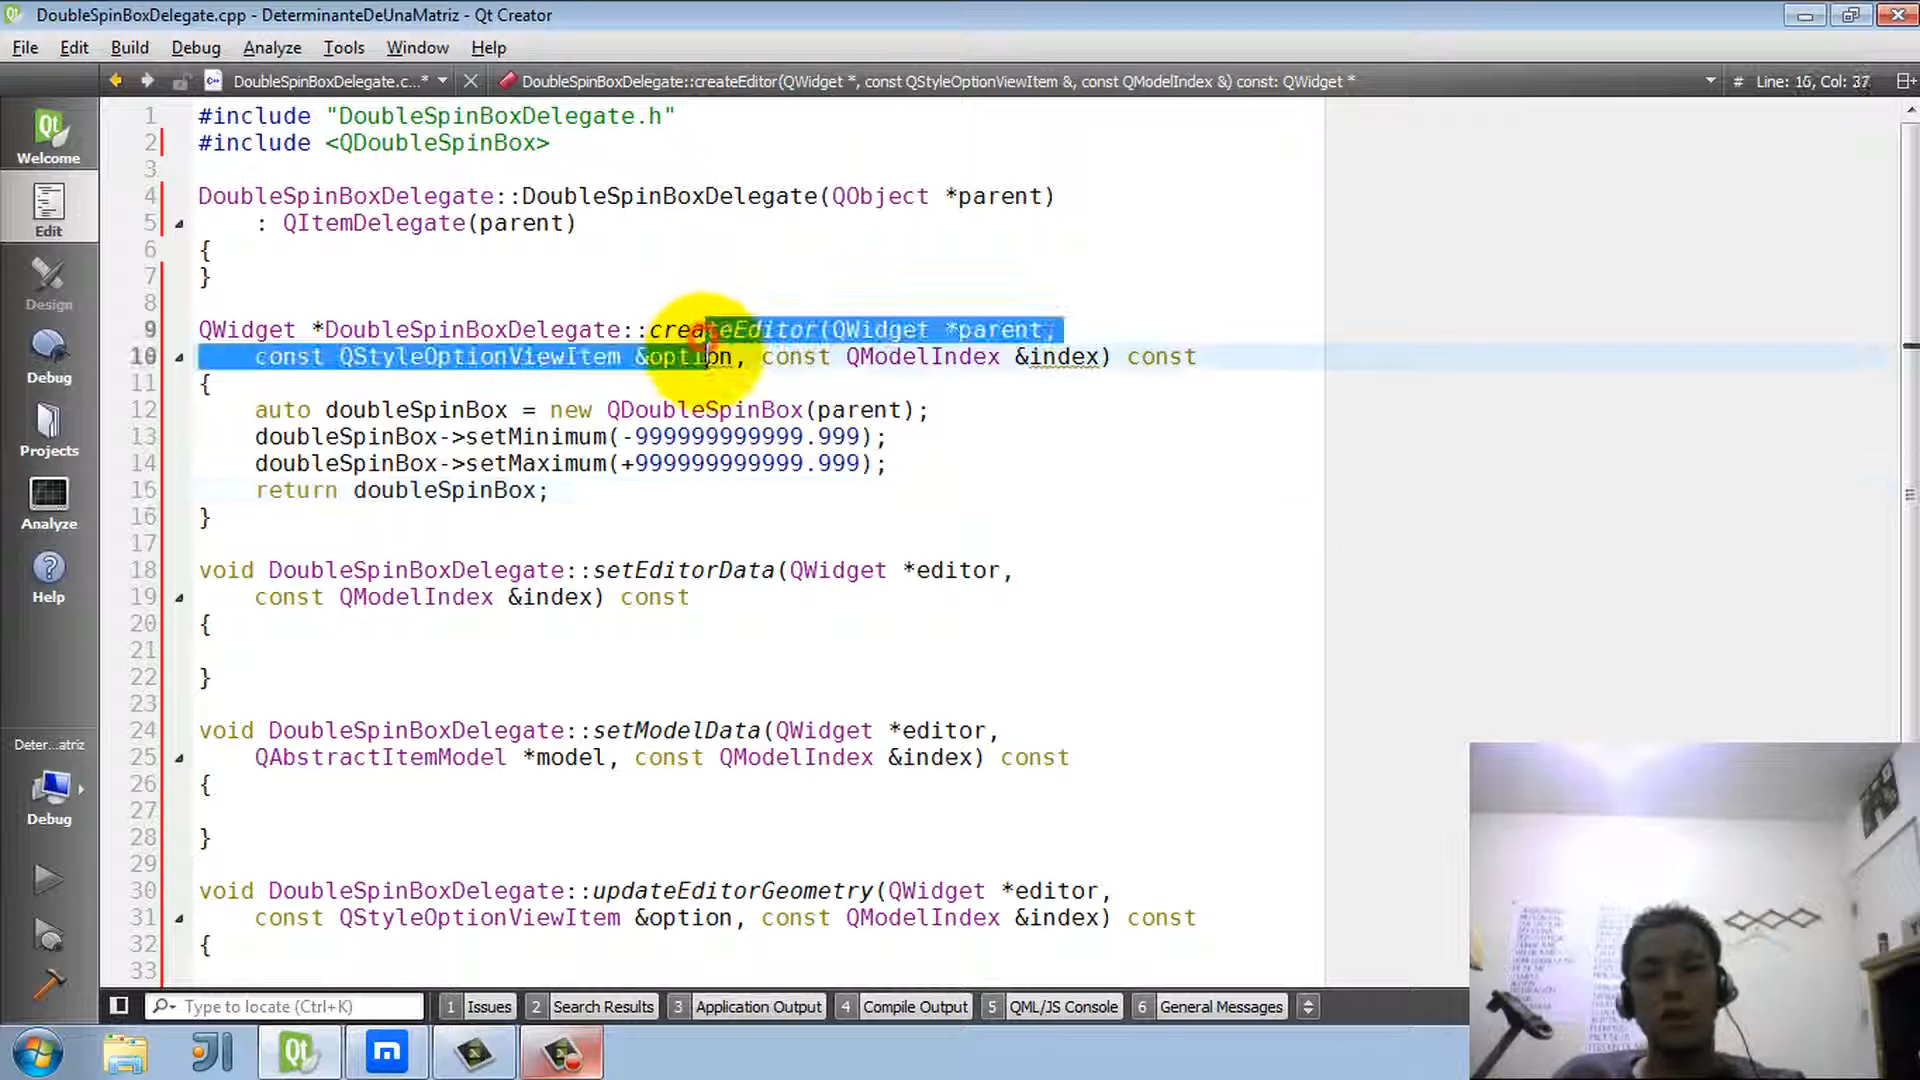 DoubleSpinBoxDelegate.cpp - DeterminanteDeUnaMatriz - Qt Creator
File Edit Build Debug Analyze Tools Window Help
DoubleSpinBoxDelegate.c...* DoubleSpinBoxDelegate::createEditor(QWidget *, const QStyleOptionViewItem &, const QModelIndex &) const: QWidget * # Line: 15, Col: 37
Welcome
Edit
Design
Debug
Projects
Analyze
Help
Deter...atriz
Debug
1 #include "DoubleSpinBoxDelegate.h"
2 #include <QDoubleSpinBox>
3
4 DoubleSpinBoxDelegate::DoubleSpinBoxDelegate(QObject *parent)
5 : QItemDelegate(parent)
6 {
7 }
8
9 QWidget *DoubleSpinBoxDelegate::createEditor(QWidget *parent,
10 const QStyleOptionViewItem &option, const QModelIndex &index) const
11 {
12 auto doubleSpinBox = new QDoubleSpinBox(parent);
13 doubleSpinBox->setMinimum(-999999999999.999);
14 doubleSpinBox->setMaximum(+999999999999.999);
15 return doubleSpinBox;
16 }
17
18 void DoubleSpinBoxDelegate::setEditorData(QWidget *editor,
19 const QModelIndex &index) const
20 {
21
22 }
23
24 void DoubleSpinBoxDelegate::setModelData(QWidget *editor,
25 QAbstractItemModel *model, const QModelIndex &index) const
26 {
27
28 }
29
30 void DoubleSpinBoxDelegate::updateEditorGeometry(QWidget *editor,
31 const QStyleOptionViewItem &option, const QModelIndex &index) const
32 {
33
Type to locate (Ctrl+K) 1 Issues 2 Search Results 3 Application Output 4 Compile Output 5 QML/JS Console 6 General Messages